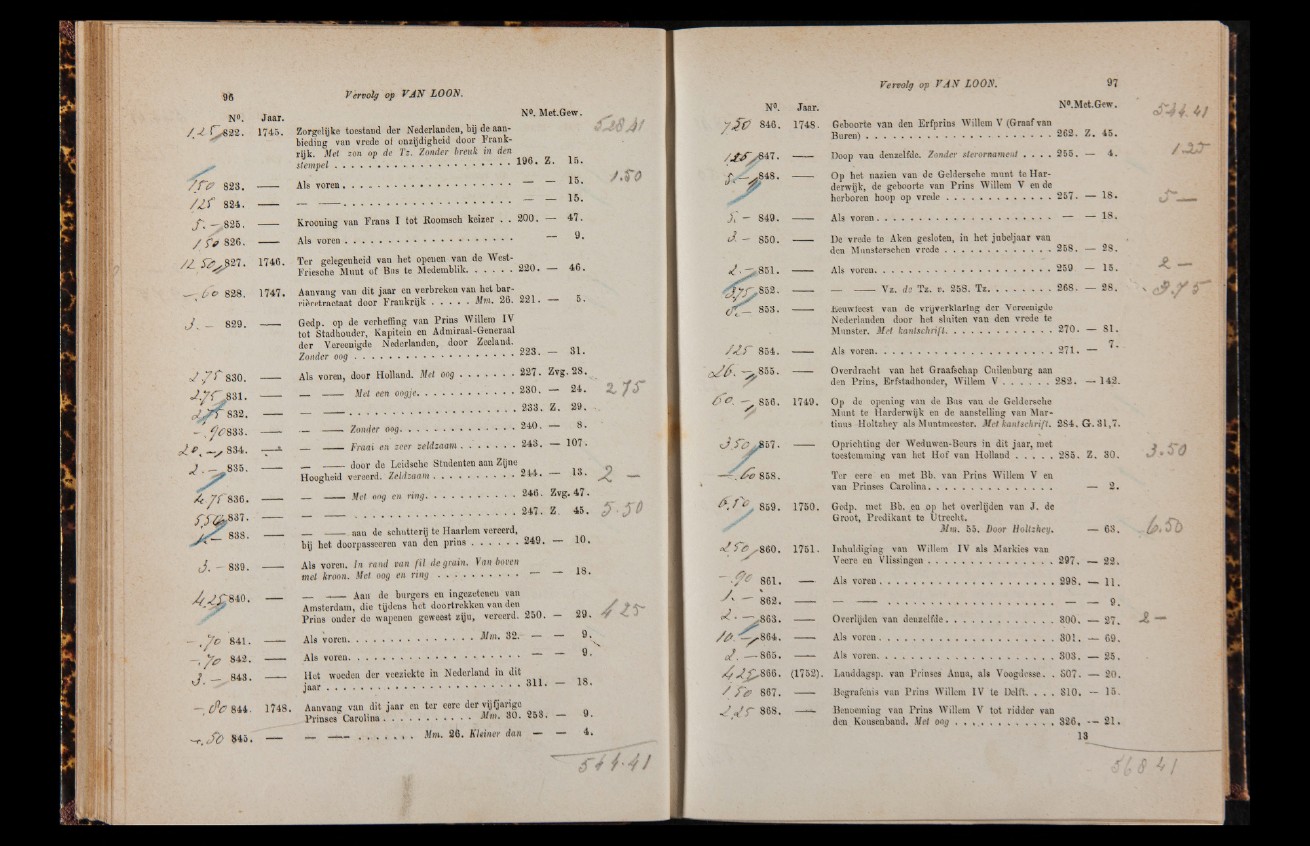 96
Vervolg op VAN LOON.
N°. Jaar. N°. Met.Gew.
528.41
1.25 822. 1745. Zorgelijke toestand der Nederlanden, bij de aan-
bieding van vrede of onzijdigheid door Frank-
rijk. Met zon op de Tz. Zonder breuk in den
stempel . . . . 196. Z. 15.
1.50 823. —— Als voren . . . . — — 15. 1.50
1.25 824. —— — —— . . . . — — 15.
5. — 825. —— Krooning van Frans I tot Roomsch keizer . . 200. — 47.
1.50 826. —— Als voren . . . . — 9.
12.50 827. 1746. Ter gelegenheid van het openen van de West-
Friesche Munt of Bus te Medemblik. . . . 220. — 46.
—.60 828. 1747. Aanvang van dit jaar en verbreken van het bar-
rièretractaat door Frankrijk . . . . Mm. 26. 221. — 5.
3. — 829. —— Gedp. op de verheffing van Prins Willem IV
tot Stadhouder, Kapitein en Admiraal-Generaal
der Vereenigde Nederlanden, door Zeeland.
Zonder oog . . . . 223. — 31.
2.75 830. —— Als voren, door Holland. Met oog . . . . 227. Zvg. 28.
2.75 831. —— — —— Met een oogje. . . . 230. — 24. 2.75
2.75 832. —— — —— . . . . 233. Z. 29.
—.90 833. —— — —— Zonder oog. . . . 240. — 8.
20. — 834. —— — —— Fraai en zeer zeldzaam . . . . 243. — 107.
2. — 835. —— — —— door de Leidsche Studenten aan Zijne
Hoogheid vereerd. Zeldzaam . . . . 244. — 13. 2 —
4.75 836. —— — —— Met oog en ring. . . . 246. Zvg. 47.
5.50 837. —— — —— . . . . 247. Z. 45. 5.50
838. —— — —— aan de schutterij te Haarlem vereerd,
bij het doorpasseeren van den prins . . . . 249. — 10.
3. — 839. —— Als voren. In rand van fil de grain. Van boven
met kroon. Met oog en ring . . . . — — 18.
4.25 840. —— — —— Aan de burgers en ingezetenen van
Amsterdam, die tijdens het doortrekken van den
Prins onder de wapenen geweest zijn, vereerd. 250. — 29. 4.25
—.70 841. —— Als voren. . . . Mm. 32. — — 9.
—.70 842. —— Als voren. . . . — — 9.
3. — 843. —— Het woeden der veeziekte in Nederland in dit
jaar . . . . 311. — 18.
—.80 844. 1748. Aanvang van dit jaar en ter eere der vijfjarige
Prinses Carolina . . . . Mm. 30. 253. — 9.
—.50 845. —— — —— . . . . Mm. 26. Kleiner dan — — 4.
544.41
Vervolg op VAN LOON. 97
N°. Jaar. N°. Met.Gew.
544.41
7.50 846. 1748. Geboorte van den Erfprins Willem V (Graaf van
Buren) . . . . 262. Z. 45.
1.25 847. —— Doop van denzelfde. Zonder sterornament . . . . 255. — 4. 1.25
5. — 848. —— Op het nazien van de Geldersche munt te Har-
derwijk, de geboorte van Prins Willem V en de
herboren hoop op vrede . . . . 257. — 18. 5 —
5. — 849. —— Als voren . . . . — — 18.
3. — 850. —— De vrede te Aken gesloten, in het jubeljaar van
den Munsterschen vrede . . . . 258. — 28.
2. — 851. —— Als voren. . . . 259 — 15. 2 —
3.75 852. —— — —— Vz. de Tz. v. 258. Tz. . . . 268. — 28. 3.75
8. — 853. —— Eeuwfeest van de vrijverklaring der Vereenigde
Nederlanden door het sluiten van den vrede te
Munster. Met kantschrift. . . . 270. — 81.
1.25 854. —— Als voren. . . . 271. — 7.
26. — 855. —— Overdracht van het Graafschap Cuilenburg aan
den Prins, Erfstadhouder, Willem V . . . . 282. — 142.
60. — 856. 1749. Op de opening van de Bus van de Geldersche
Munt te Harderwijk en de aanstelling van Mar-
tinus Holtzhey als Muntmeester. Met kantschrift. 284. G. 31,7.
3.50 857. —— Oprichting der Weduwen-Beurs in dit jaar, met
toestemming van het Hof van Holland . . . . 285. Z. 30. 3.50
—.60 858. Ter eere en met Bb. van Prins Willem V en
van Prinses Carolina. . . . — 2.
6.50 859. 1750. Gedp. met Bb. en op het overlijden van J. de
Groot, Predikant te Utrecht.
Mm. 55. Door Holtzhey. — 63. 6.50
2.50 860. 1751. Inhuldiging van Willem IV als Markies van
Veere en Vlissingen . . . . 297. — 22.
—.90 861. —— Als voren . . . . 298. — 11.
1. — 862. —— — —— . . . . — — 9.
2. — 863. —— Overlijden van denzelfde . . . . 300. — 27. 2 —
10. — 864. —— Als voren . . . . 301. — 69.
2. — 865. —— Als voren. . . . 303. — 25.
4.25 866. (1752). Landdagsp. van Prinses Anna, als Voogdesse. . 307. — 20.
1.50 867. —— Begrafenis van Prins Willem IV te Delft. . . . 310. — 15.
2.25 868. —— Benoeming van Prins Willem V tot ridder van
den Kousenband. Met oog . . . . 326. — 21.
13
568.41